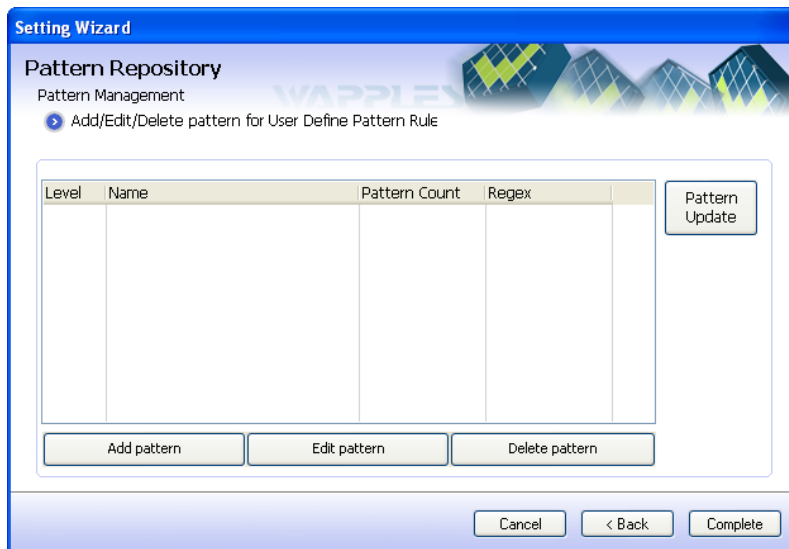 Setting Wizard
Pattern Repository
Pattern Management
WAPPLES
Add/Edit/Delete pattern for User Define Pattern Rule
Level Name Pattern Count Regex
Pattern
Update
Add pattern Edit pattern Delete pattern
Cancel < Back Complete